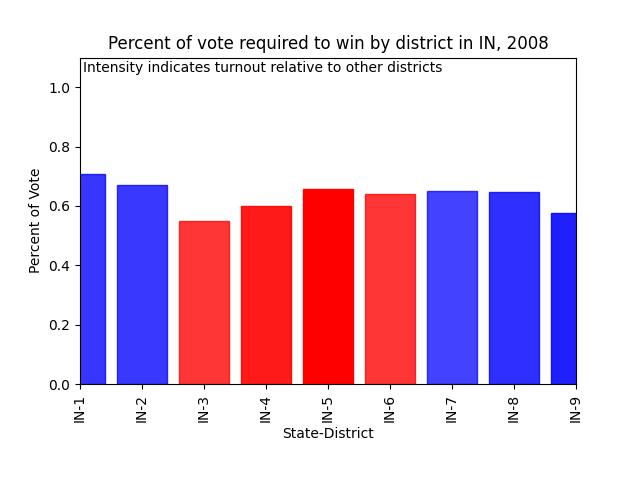 Percent of vote required to win by district in IN, 2008
Intensity indicates turnout relative to other districts
1.0
0.8
0.6
0.4
0.2
0.0
Percent of Vote
IN-1
IN-2
IN-3
IN-4
IN-5
IN-6
IN-7
IN-8
IN-9
State-District